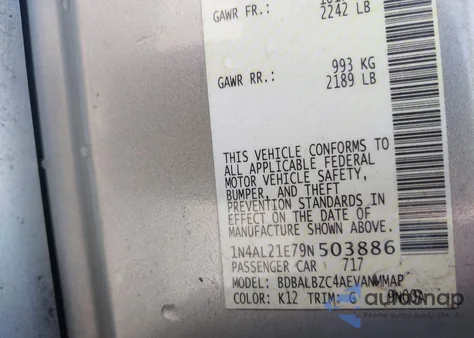 GAWR FR.:
2242 LB
993 KG
GAWR RR.: 2189 LB
THIS VEHICLE CONFORMS TO
ALL APPLICABLE FEDERAL
MOTOR VEHICLE SAFETY,
BUMPER, AND THEFT
PREVENTION STANDARDS IN
EFFECT ON THE DATE OF
MANUFACTURE SHOWN ABOVE.
1N4AL21E79N503886
PASSENGER CAR 717
MODEL: BDBALBZC4AEVANWMAP
COLOR: K12 TRIM: G
autosnap